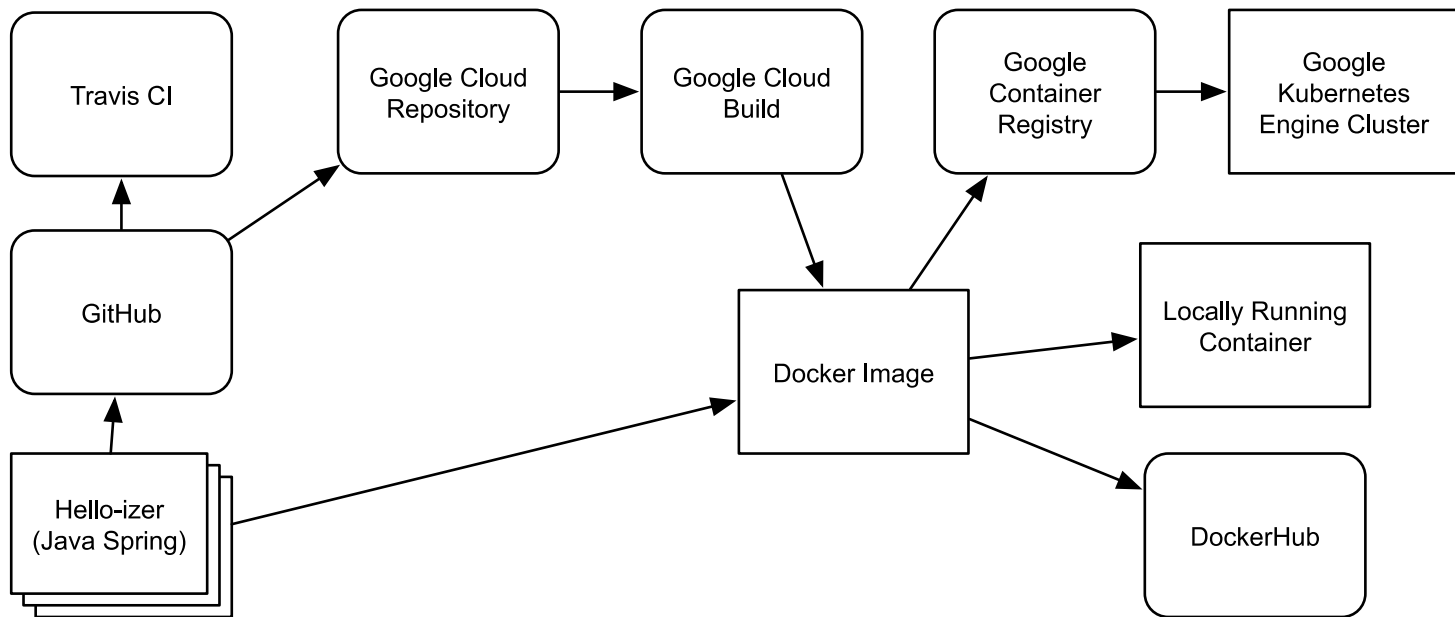 Travis CI
Google Cloud
Repository
Google Cloud
Build
Google
Container
Registry
Google
Kubernetes
Engine Cluster
GitHub
Locally Running
Container
Docker Image
Hello-izer
(Java Spring)
DockerHub